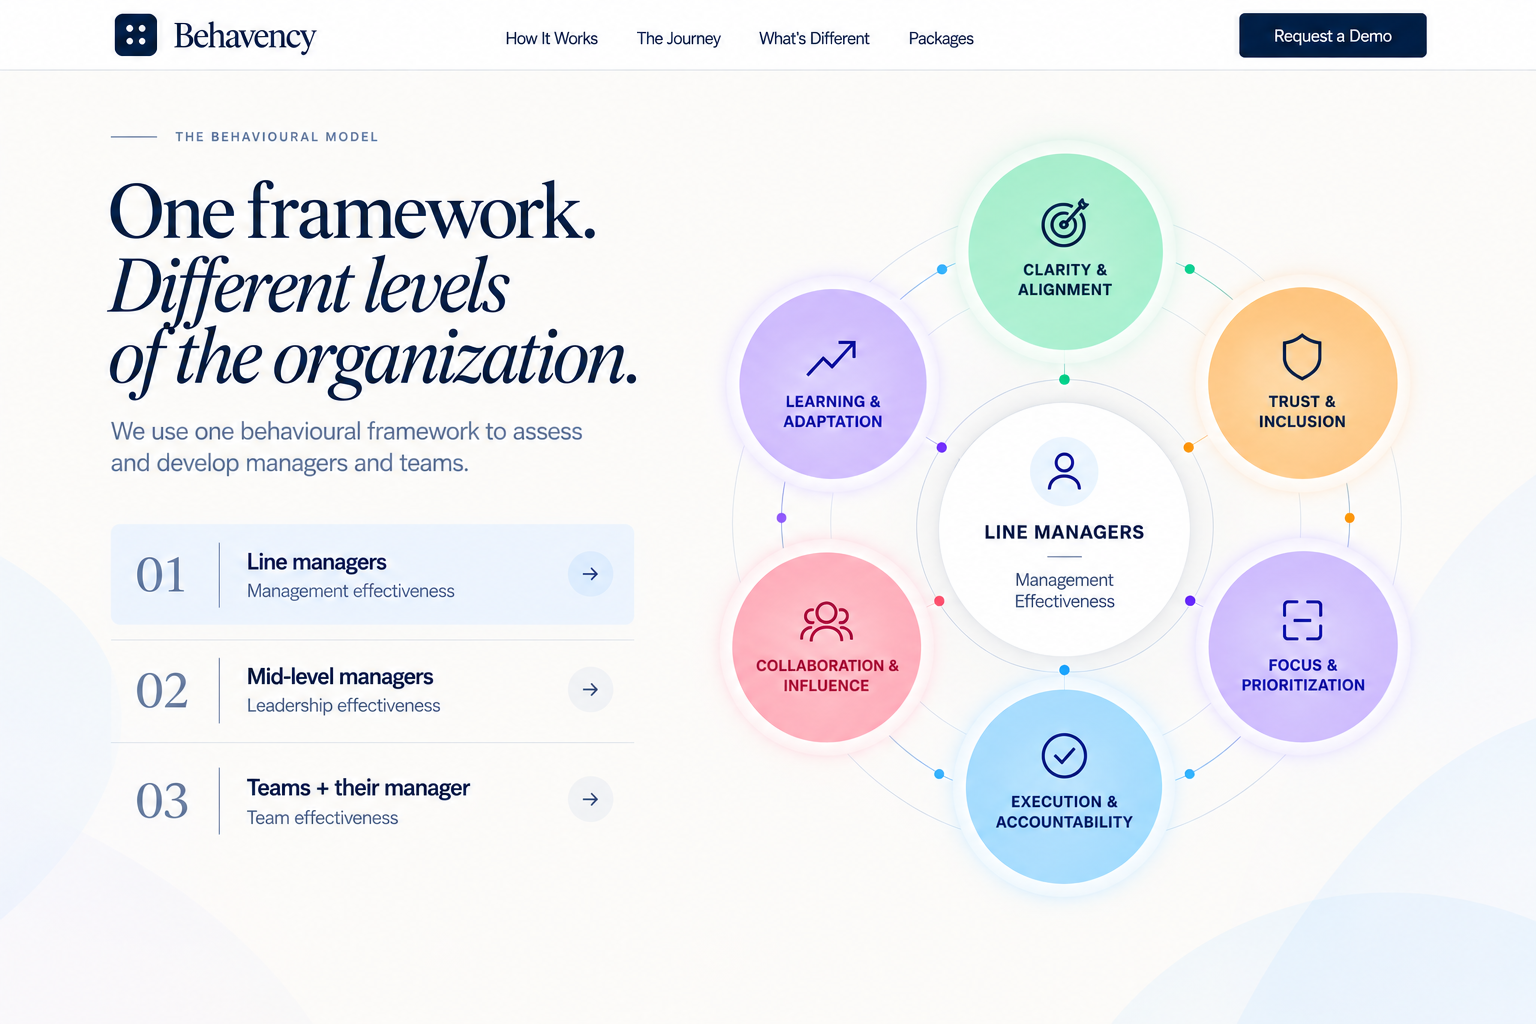 Behavency
How It Works
The Journey
What's Different
Packages
Request a Demo
THE BEHAVIOURAL MODEL
One framework.
Different levels
of the organization.
We use one behavioural framework to assess
and develop managers and teams.
01
Line managers
Management effectiveness
02
Mid-level managers
Leadership effectiveness
03
Teams + their manager
Team effectiveness
CLARITY &
ALIGNMENT
TRUST &
INCLUSION
FOCUS &
PRIORITIZATION
EXECUTION &
ACCOUNTABILITY
COLLABORATION &
INFLUENCE
LEARNING &
ADAPTATION
LINE MANAGERS
Management
Effectiveness